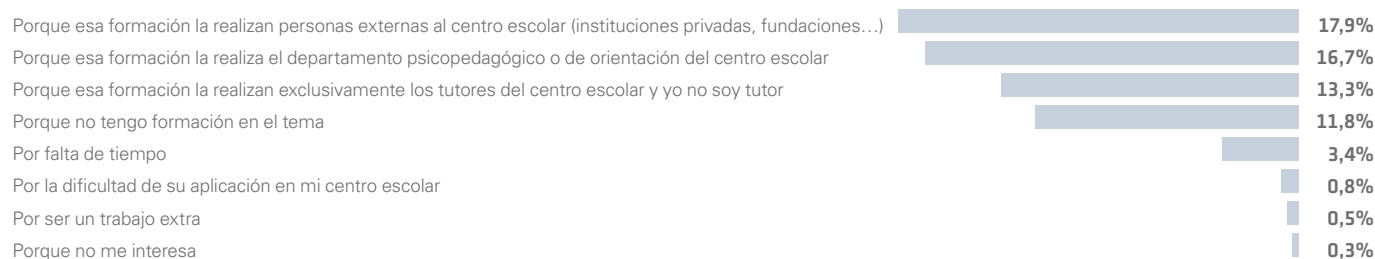 Porque esa formación la realizan personas externas al centro escolar (instituciones privadas, fundaciones…) 17,9%
Porque esa formación la realiza el departamento psicopedagógico o de orientación del centro escolar 16,7%
Porque esa formación la realizan exclusivamente los tutores del centro escolar y yo no soy tutor 13,3%
Porque no tengo formación en el tema 11,8%
Por falta de tiempo 3,4%
Por la dificultad de su aplicación en mi centro escolar 0,8%
Por ser un trabajo extra 0,5%
Porque no me interesa 0,3%